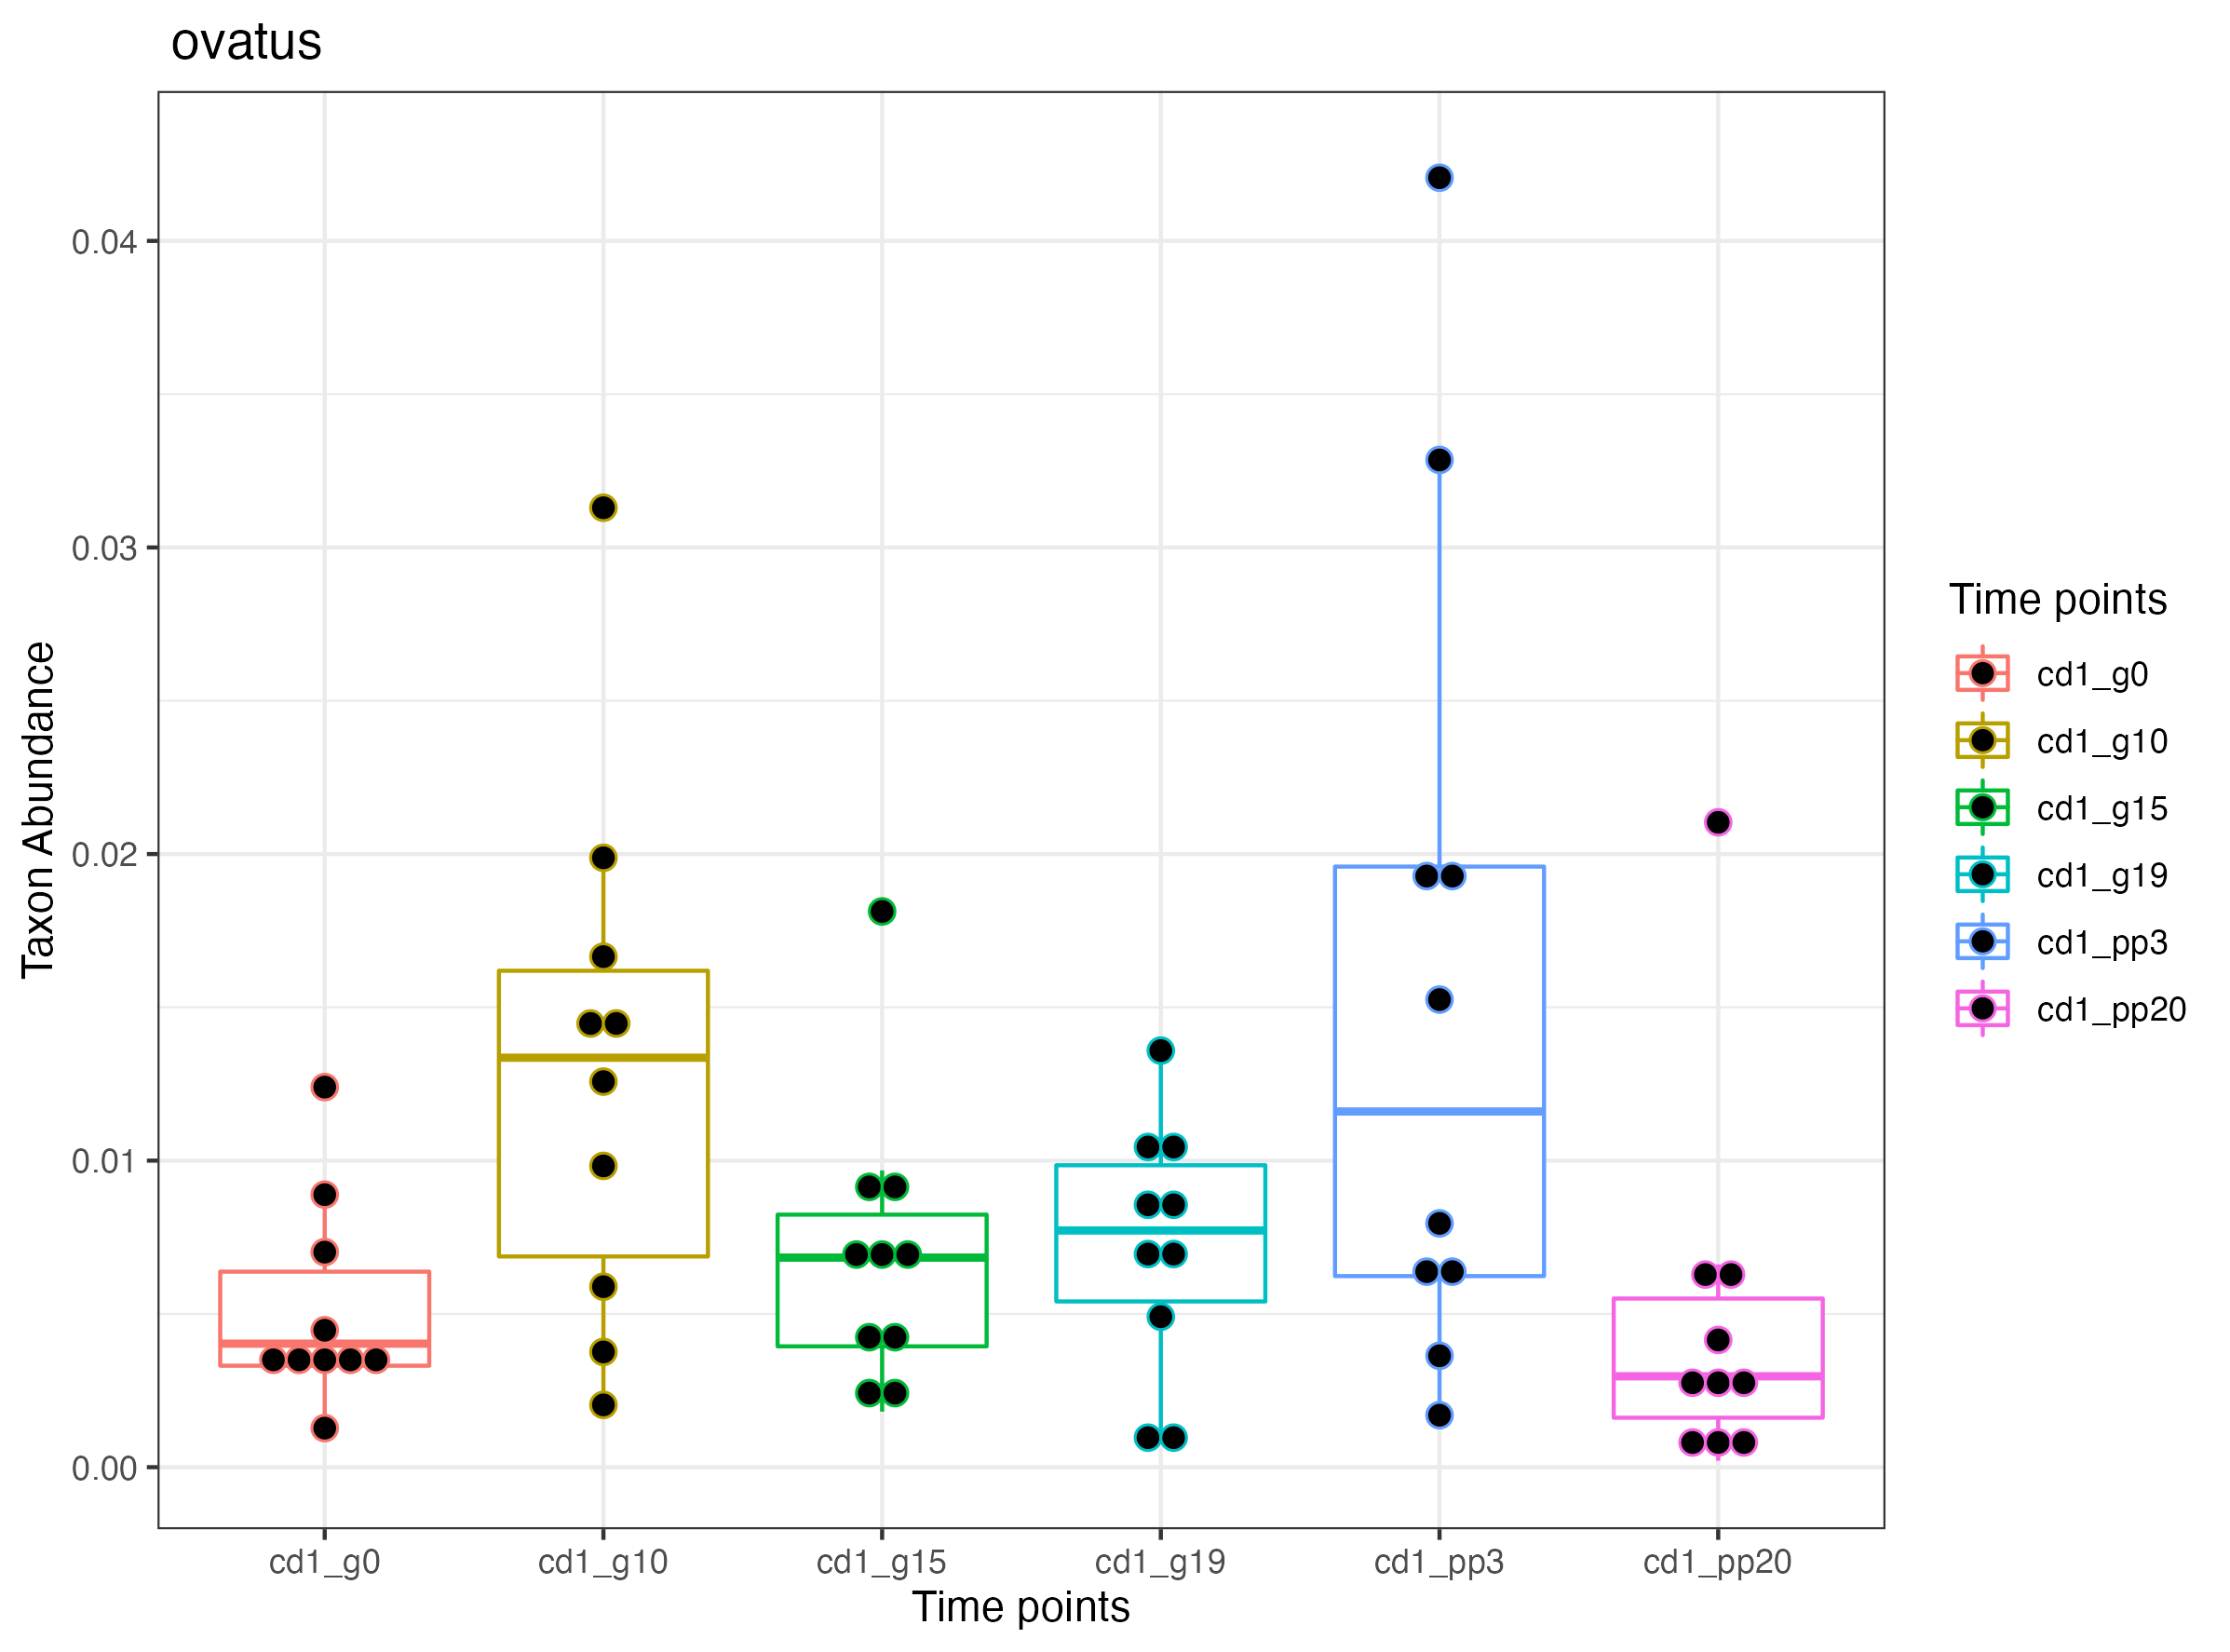 ovatus
Taxon Abundance
0.04
0.03
0.02
0.01
0.00
cd1_g0 cd1_g10 cd1_g15 cd1_g19 cd1_pp3 cd1_pp20
Time points
Time points
cd1_g0
cd1_g10
cd1_g15
cd1_g19
cd1_pp3
cd1_pp20